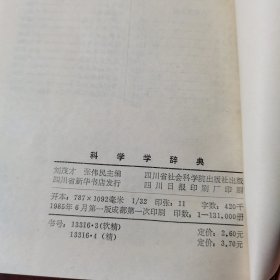 科学学辞典
刘茂才 张伟民主编 四川省社会科学院出版社出版
四川省新华书店发行 四川日报印刷厂印刷
开本：787×1092毫米 1/32 印张：11 字数：420千
1985年6月第一版成都第一次印刷 印数：1—131,000册
书号：13316·3(软精) 定价：2.60元
13316·4（精） 定价：3.70元